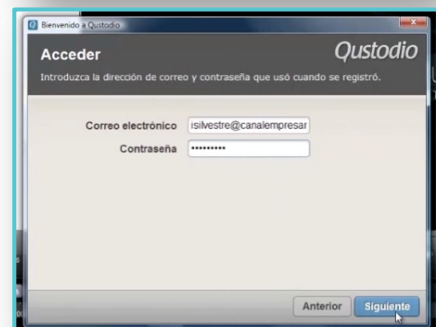 Bienvenido a Qustodio
Acceder
Qustodio
Introduzca la dirección de correo y contraseña que usó cuando se registró.
Correo electrónico
isilvestre@canalempresar
Contraseña
•••••••••
Anterior
Siguiente